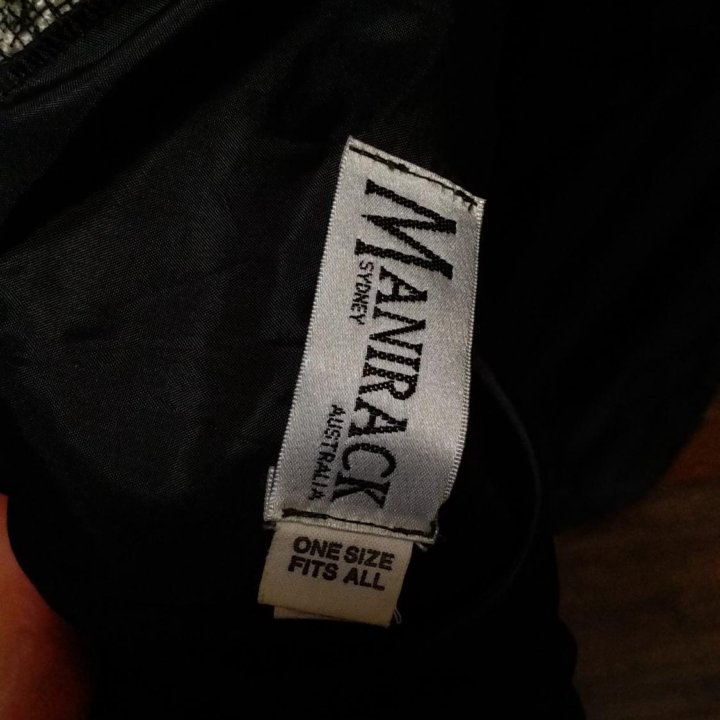 MANIRACK
SYDNEY
AUSTRALIA
ONE SIZE
FITS ALL